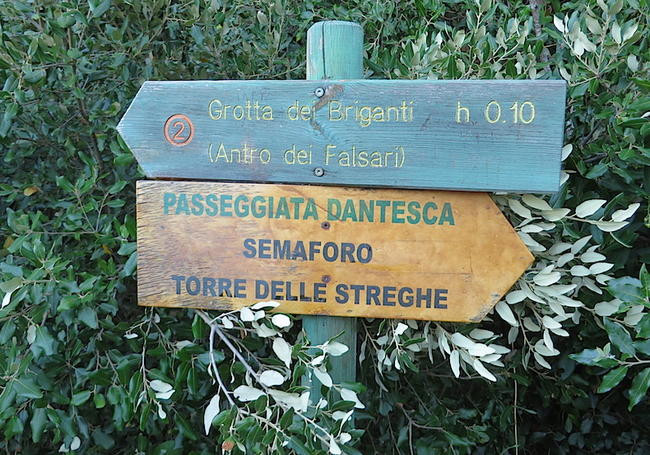 ② Grotta dei Briganti h. 0.10
(Antro dei Falsari)
PASSEGGIATA DANTESCA
SEMAFORO
TORRE DELLE STREGHE